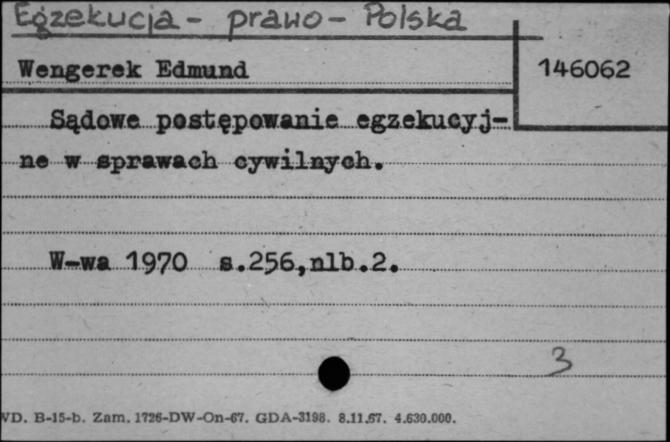 Egzekucja - prawo - Polska
Wengerek Edmund
146062
Sądowe postępowanie egzekucyj-
ne w sprawach cywilnych.
W-wa 1970 s.256,nlb.2.
3
VD. B-15-b. Zam. 1726-DW-On-67. GDA-3198. 8.11.67. 4.630.000.